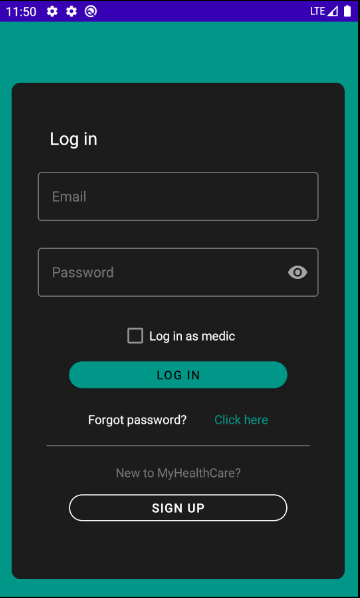 11:50 LTE
Log in
Email
Password
Log in as medic
LOG IN
Forgot password? Click here
New to MyHealthCare?
SIGN UP